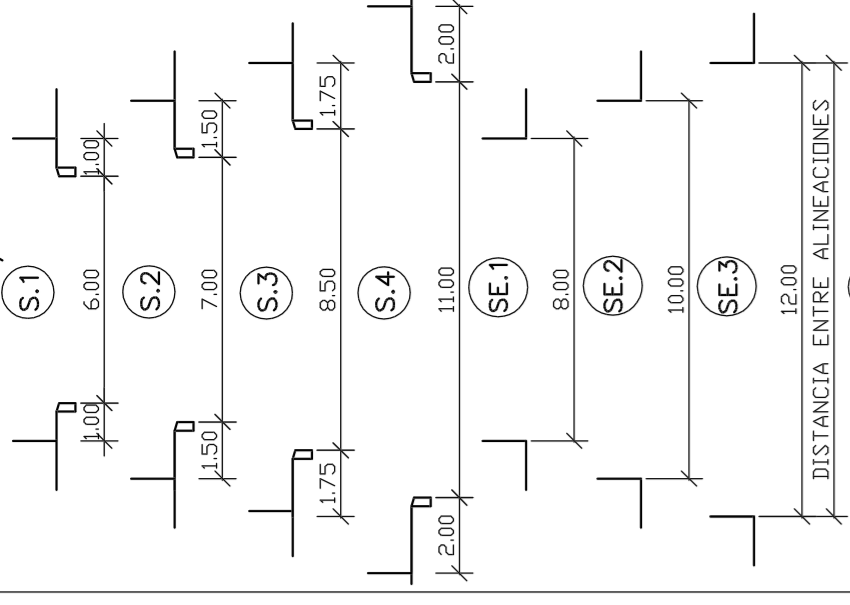 S.1
1.00 6.00 1.00
S.2
1.50 7.00 1.50
S.3
1.75 8.50 1.75
S.4
2.00 11.00 2.00
SE.1
8.00
SE.2
10.00
SE.3
12.00
DISTANCIA ENTRE ALINEACIONES